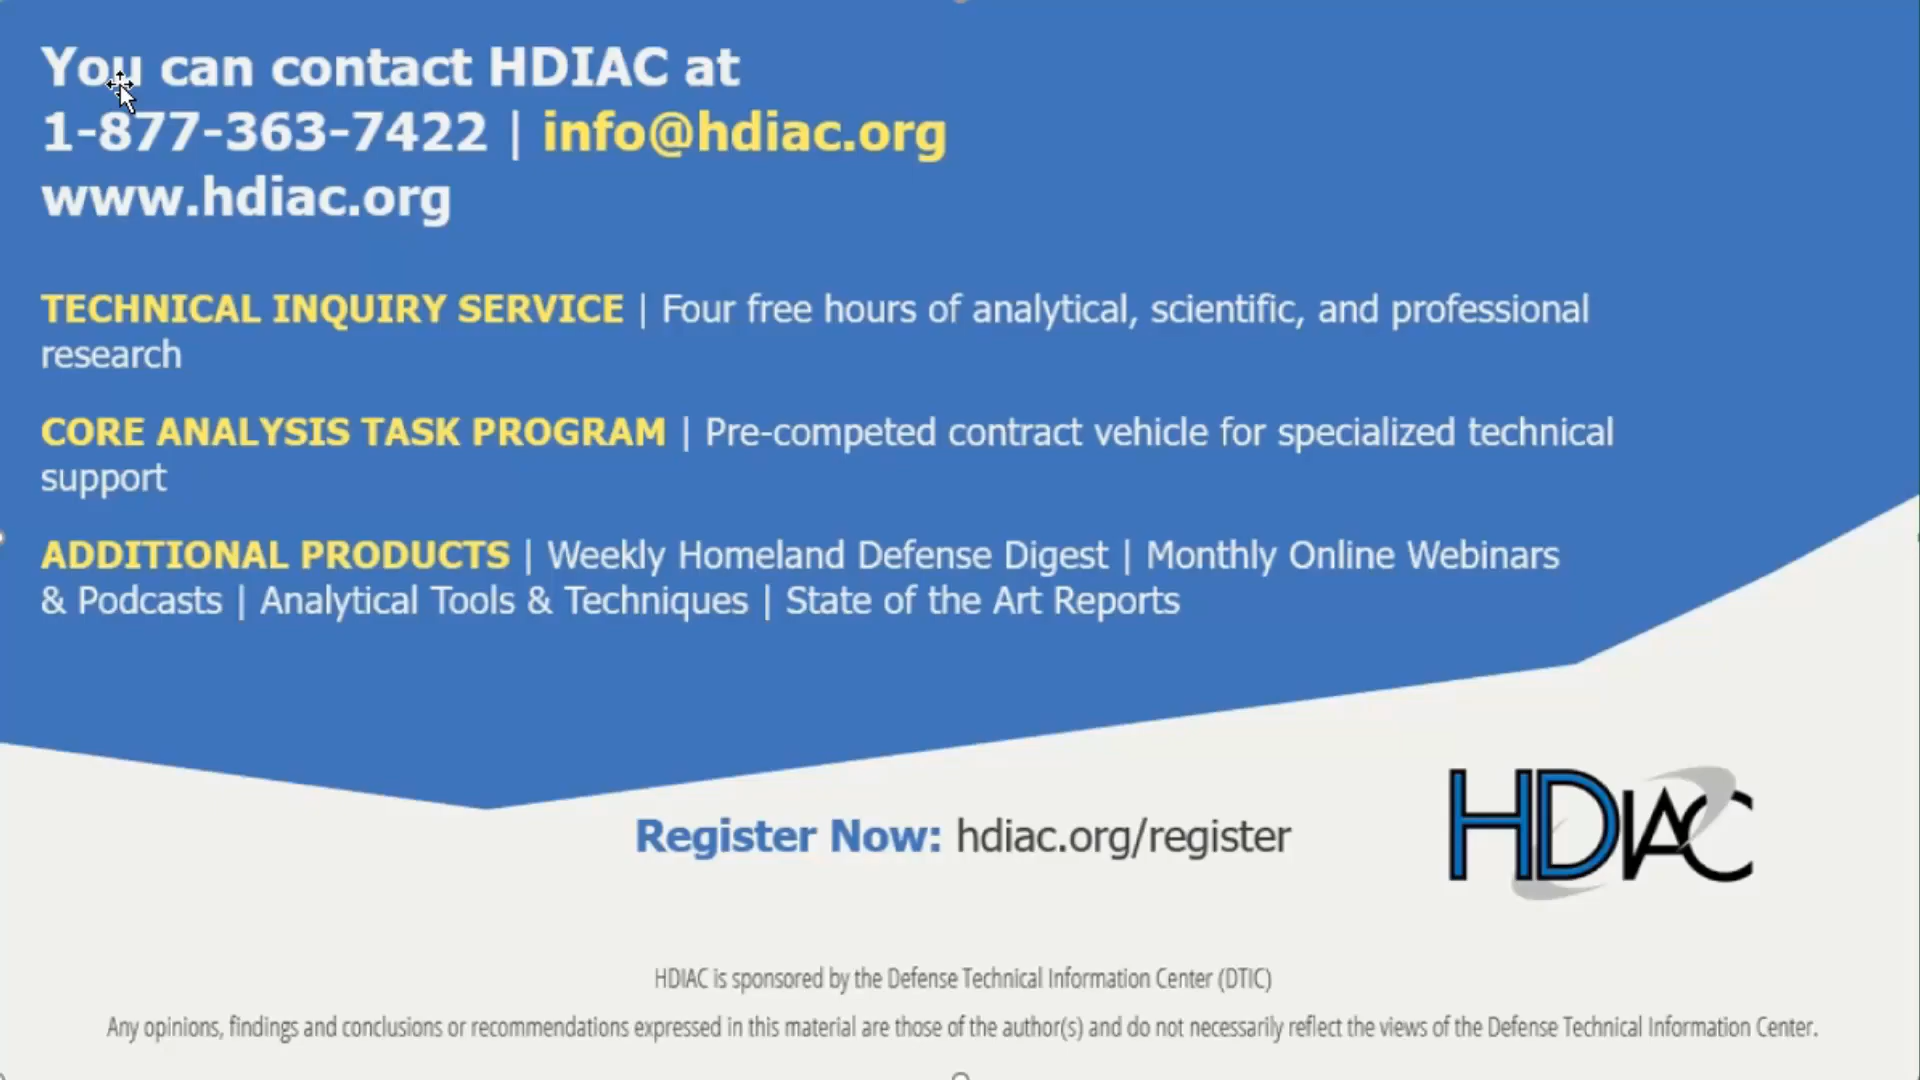 You can contact HDIAC at
1-877-363-7422 | info@hdiac.org
www.hdiac.org
TECHNICAL INQUIRY SERVICE | Four free hours of analytical, scientific, and professional
research
CORE ANALYSIS TASK PROGRAM | Pre-competed contract vehicle for specialized technical
support
ADDITIONAL PRODUCTS | Weekly Homeland Defense Digest | Monthly Online Webinars
& Podcasts | Analytical Tools & Techniques | State of the Art Reports
Register Now: hdiac.org/register
HDIAC
HDIAC is sponsored by the Defense Technical Information Center (DTIC)
Any opinions, findings and conclusions or recommendations expressed in this material are those of the author(s) and do not necessarily reflect the views of the Defense Technical Information Center.